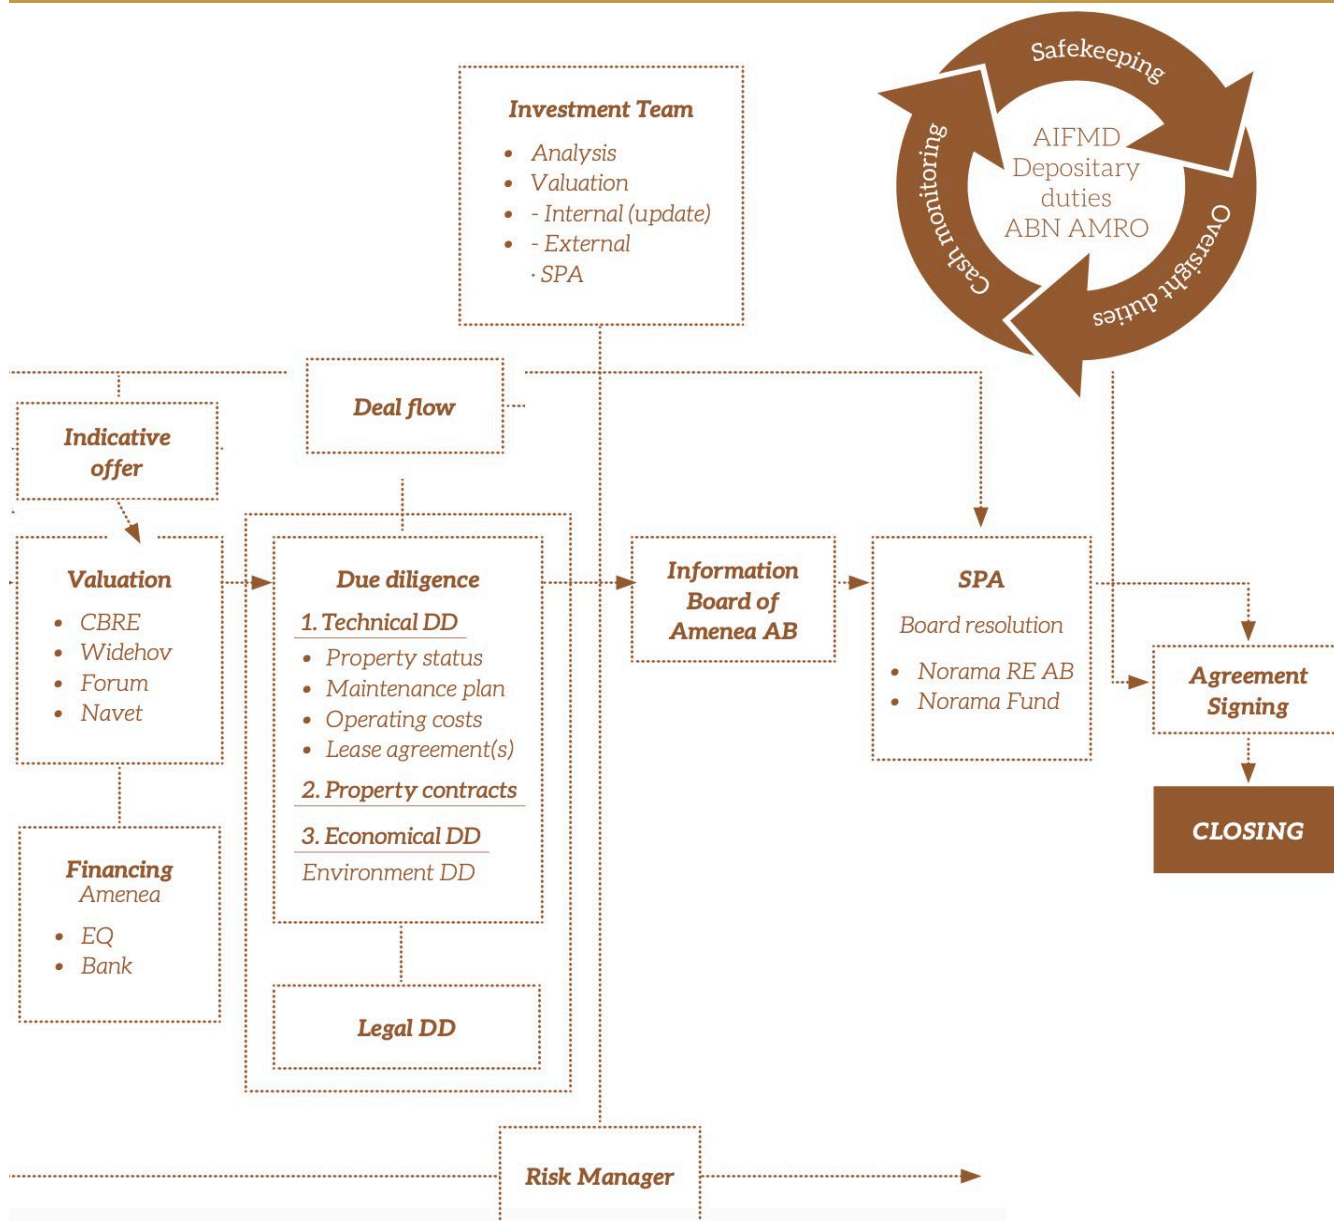 Investment Team
• Analysis
• Valuation
• - Internal (update)
• - External
· SPA
Safekeeping
Oversight duties
Cash monitoring
AIFMD
Depositary
duties
ABN AMRO
Deal flow
Indicative
offer
Valuation
• CBRE
• Widehov
• Forum
• Navet
Financing
Amenea
• EQ
• Bank
Due diligence
1. Technical DD
• Property status
• Maintenance plan
• Operating costs
• Lease agreement(s)
2. Property contracts
3. Economical DD
Environment DD
Legal DD
Information
Board of
Amenea AB
SPA
Board resolution
• Norama RE AB
• Norama Fund
Agreement
Signing
CLOSING
Risk Manager